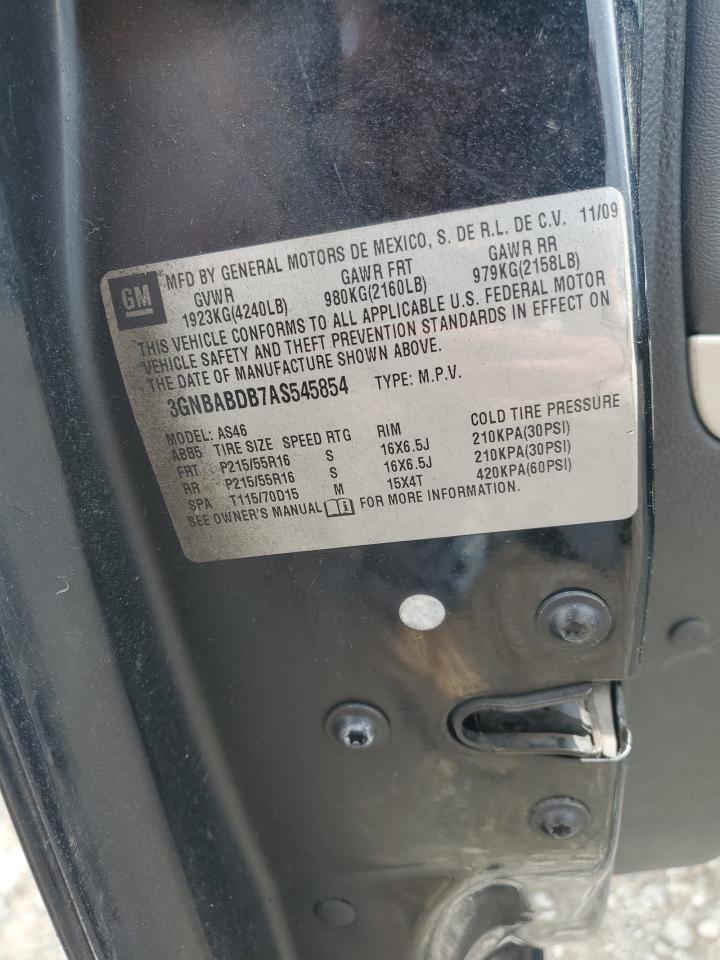 GM
MFD BY GENERAL MOTORS DE MEXICO, S. DE R.L. DE C.V. 11/09
GVWR GAWR FRT GAWR RR
1923KG(4240LB) 980KG(2160LB) 979KG(2158LB)
THIS VEHICLE CONFORMS TO ALL APPLICABLE U.S. FEDERAL MOTOR
VEHICLE SAFETY AND THEFT PREVENTION STANDARDS IN EFFECT ON
THE DATE OF MANUFACTURE SHOWN ABOVE.
3GNBABDB7AS545854 TYPE: M.P.V.
MODEL: AS46
ABB5 TIRE SIZE SPEED RTG RIM COLD TIRE PRESSURE
FRT P215/55R16 S 16X6.5J 210KPA(30PSI)
RR P215/55R16 S 16X6.5J 210KPA(30PSI)
SPA T115/70D15 M 15X4T 420KPA(60PSI)
SEE OWNER'S MANUAL FOR MORE INFORMATION.